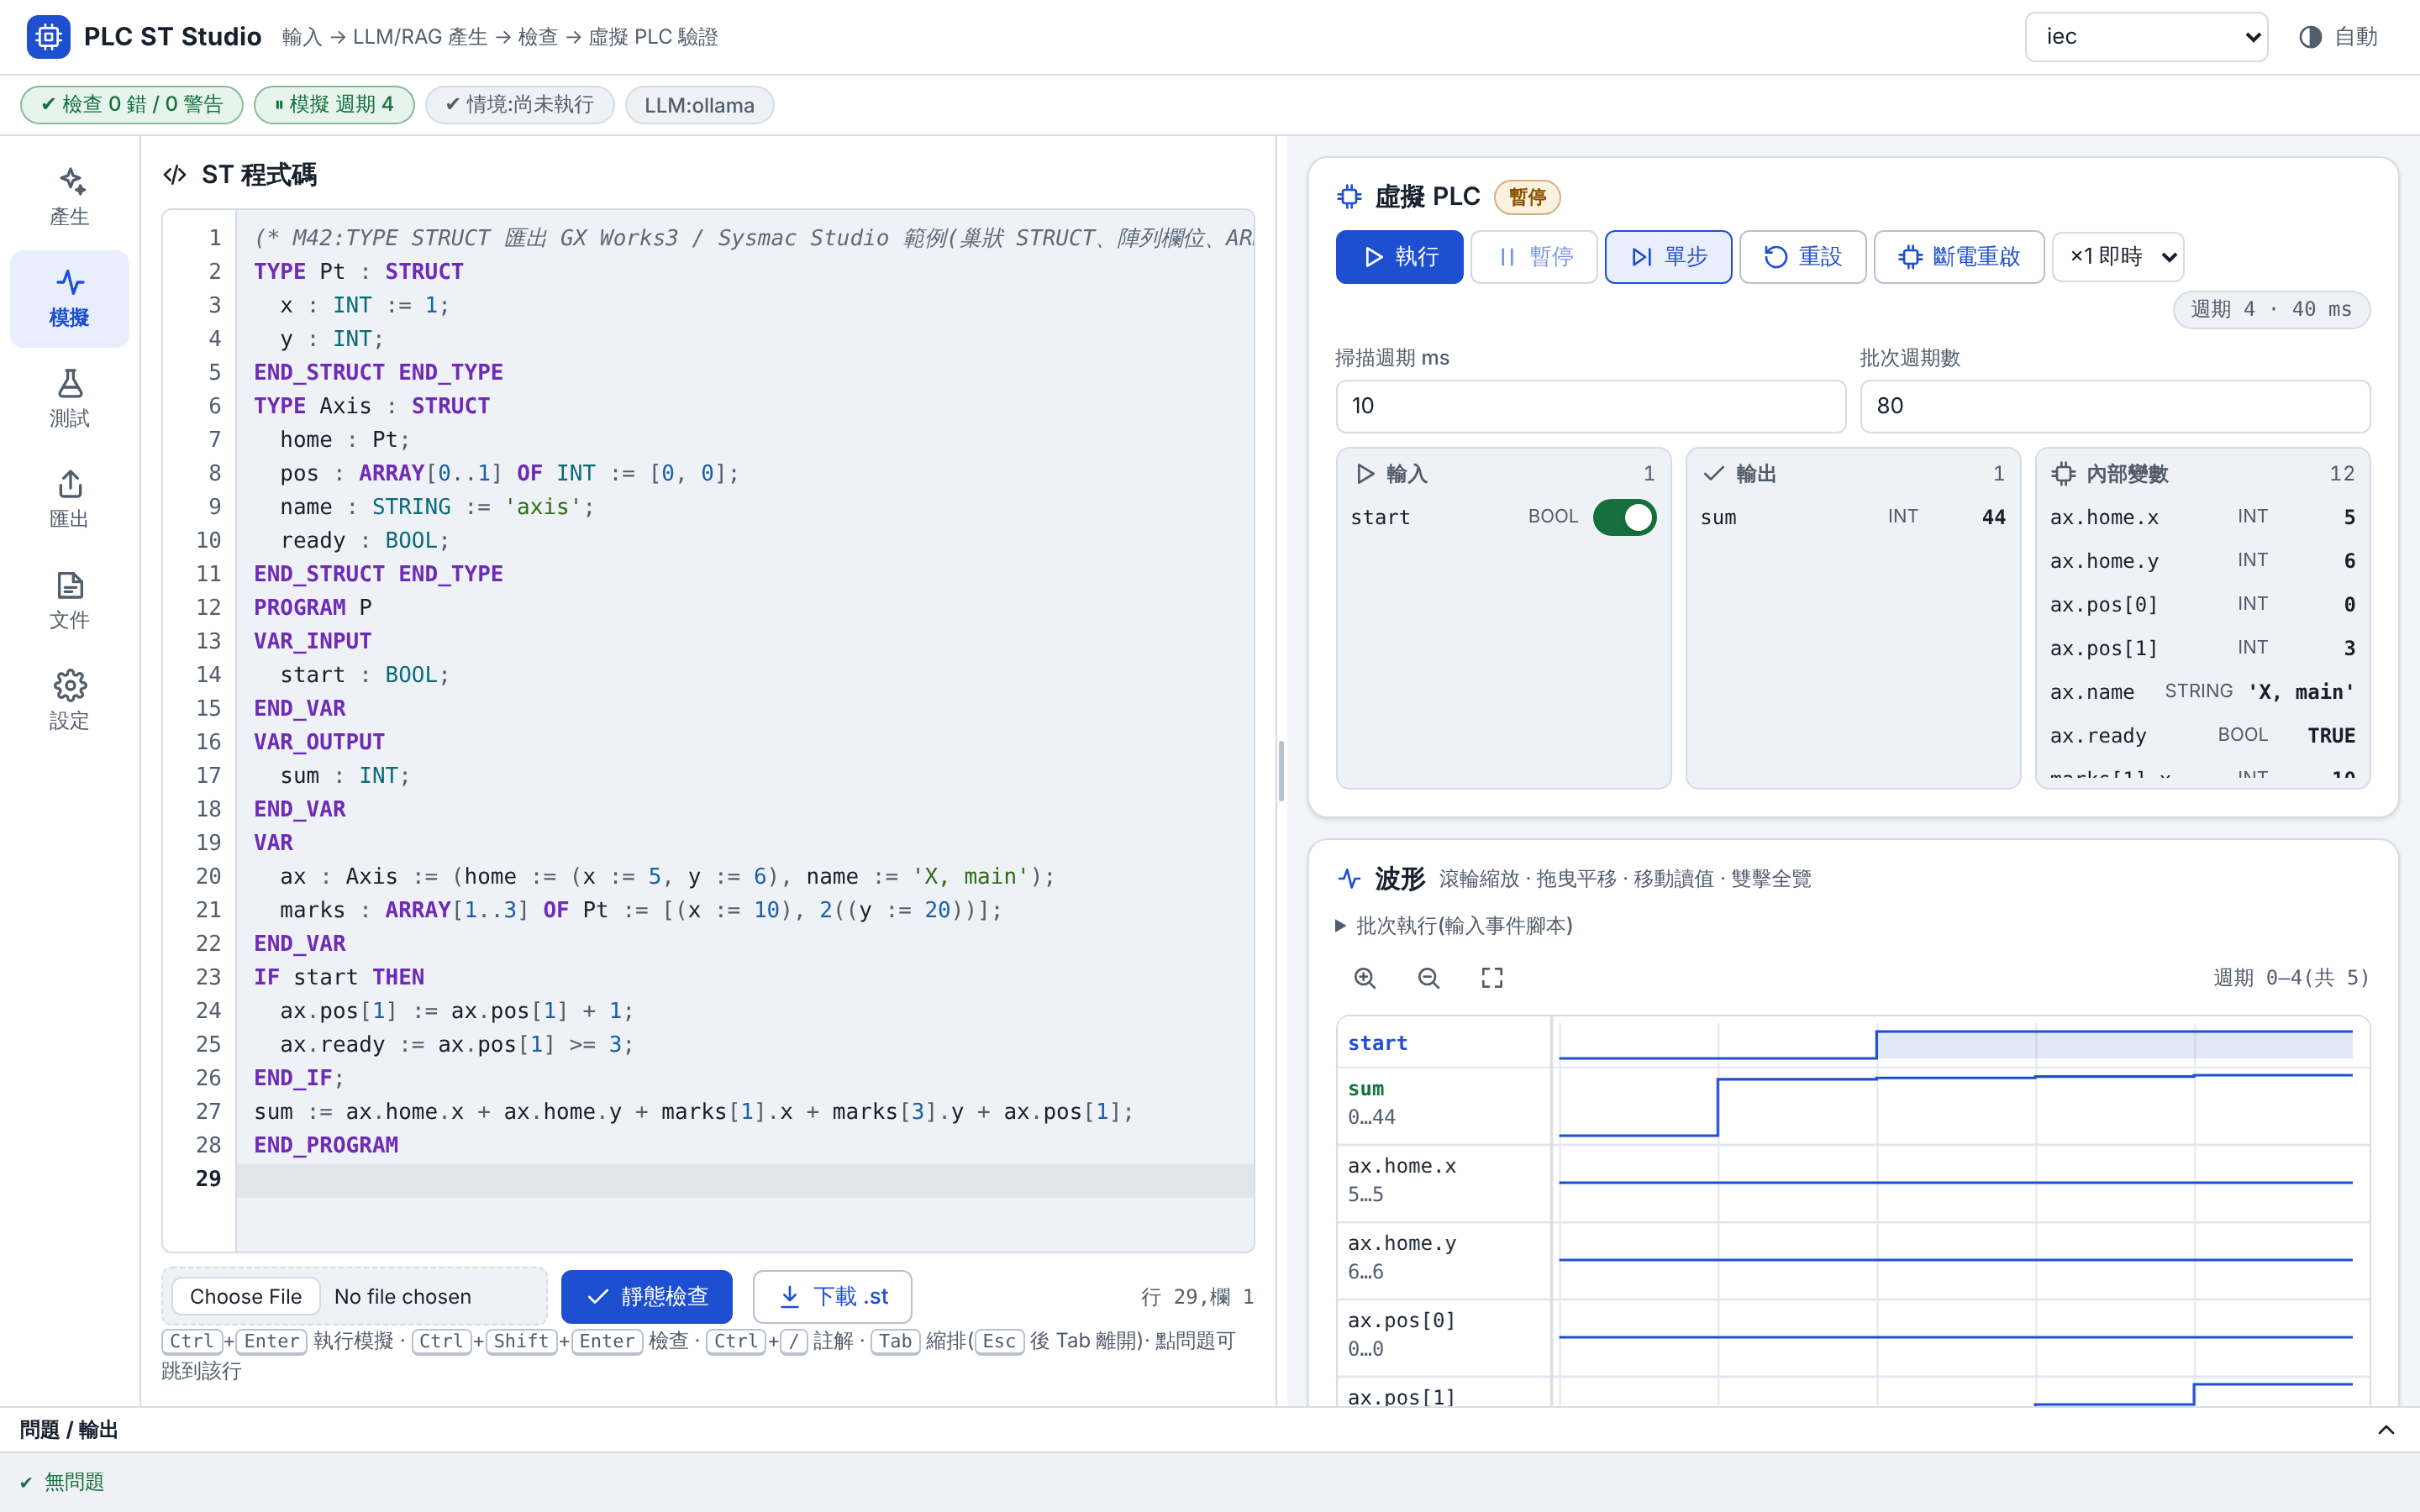 PLC ST Studio 輸入 → LLM/RAG 產生 → 檢查 → 虛擬 PLC 驗證
iec
自動
✔ 檢查 0 錯 / 0 警告
⏸ 模擬 週期 4
✔ 情境:尚未執行
LLM:ollama
產生
模擬
測試
匯出
文件
設定
ST 程式碼
1 (* M42:TYPE STRUCT 匯出 GX Works3 / Sysmac Studio 範例(巢狀 STRUCT、陣列欄位、
2 TYPE Pt : STRUCT
3   x : INT := 1;
4   y : INT;
5 END_STRUCT END_TYPE
6 TYPE Axis : STRUCT
7   home : Pt;
8   pos : ARRAY[0..1] OF INT := [0, 0];
9   name : STRING := 'axis';
10   ready : BOOL;
11 END_STRUCT END_TYPE
12 PROGRAM P
13 VAR_INPUT
14   start : BOOL;
15 END_VAR
16 VAR_OUTPUT
17   sum : INT;
18 END_VAR
19 VAR
20   ax : Axis := (home := (x := 5, y := 6), name := 'X, main');
21   marks : ARRAY[1..3] OF Pt := [(x := 10), 2((y := 20))];
22 END_VAR
23 IF start THEN
24   ax.pos[1] := ax.pos[1] + 1;
25   ax.ready := ax.pos[1] >= 3;
26 END_IF;
27 sum := ax.home.x + ax.home.y + marks[1].x + marks[3].y + ax.pos[1];
28 END_PROGRAM
29
Choose File No file chosen
靜態檢查
下載 .st
行 29,欄 1
Ctrl+Enter 執行模擬 · Ctrl+Shift+Enter 檢查 · Ctrl+/ 註解 · Tab 縮排(Esc 後 Tab 離開)· 點問題可
跳到該行
虛擬 PLC 暫停
執行
暫停
單步
重設
斷電重啟
×1 即時
週期 4 · 40 ms
掃描週期 ms
10
批次週期數
80
輸入 1
start BOOL
輸出 1
sum INT 44
內部變數 12
ax.home.x INT 5
ax.home.y INT 6
ax.pos[0] INT 0
ax.pos[1] INT 3
ax.name STRING 'X, main'
ax.ready BOOL TRUE
marks[1].x INT 10
波形 滾輪縮放 · 拖曳平移 · 移動讀值 · 雙擊全覽
▶ 批次執行(輸入事件腳本)
週期 0–4(共 5)
start
sum
0…44
ax.home.x
5…5
ax.home.y
6…6
ax.pos[0]
0…0
ax.pos[1]
問題 / 輸出
✔ 無問題